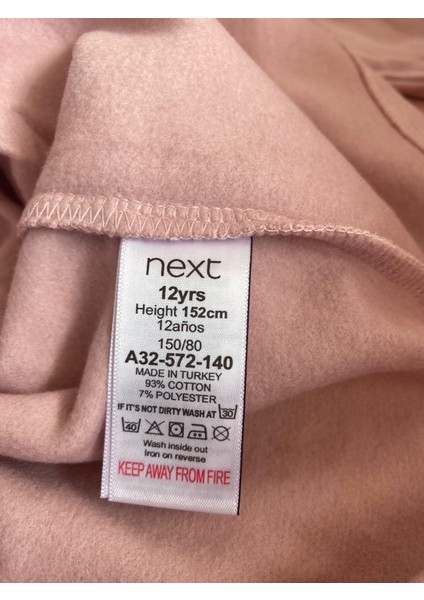 next
12yrs
Height 152cm
12años
150/80
A32-572-140
MADE IN TURKEY
93% COTTON
7% POLYESTER
IF IT'S NOT DIRTY WASH AT 30
40
Wash inside out
Iron on reverse
KEEP AWAY FROM FIRE